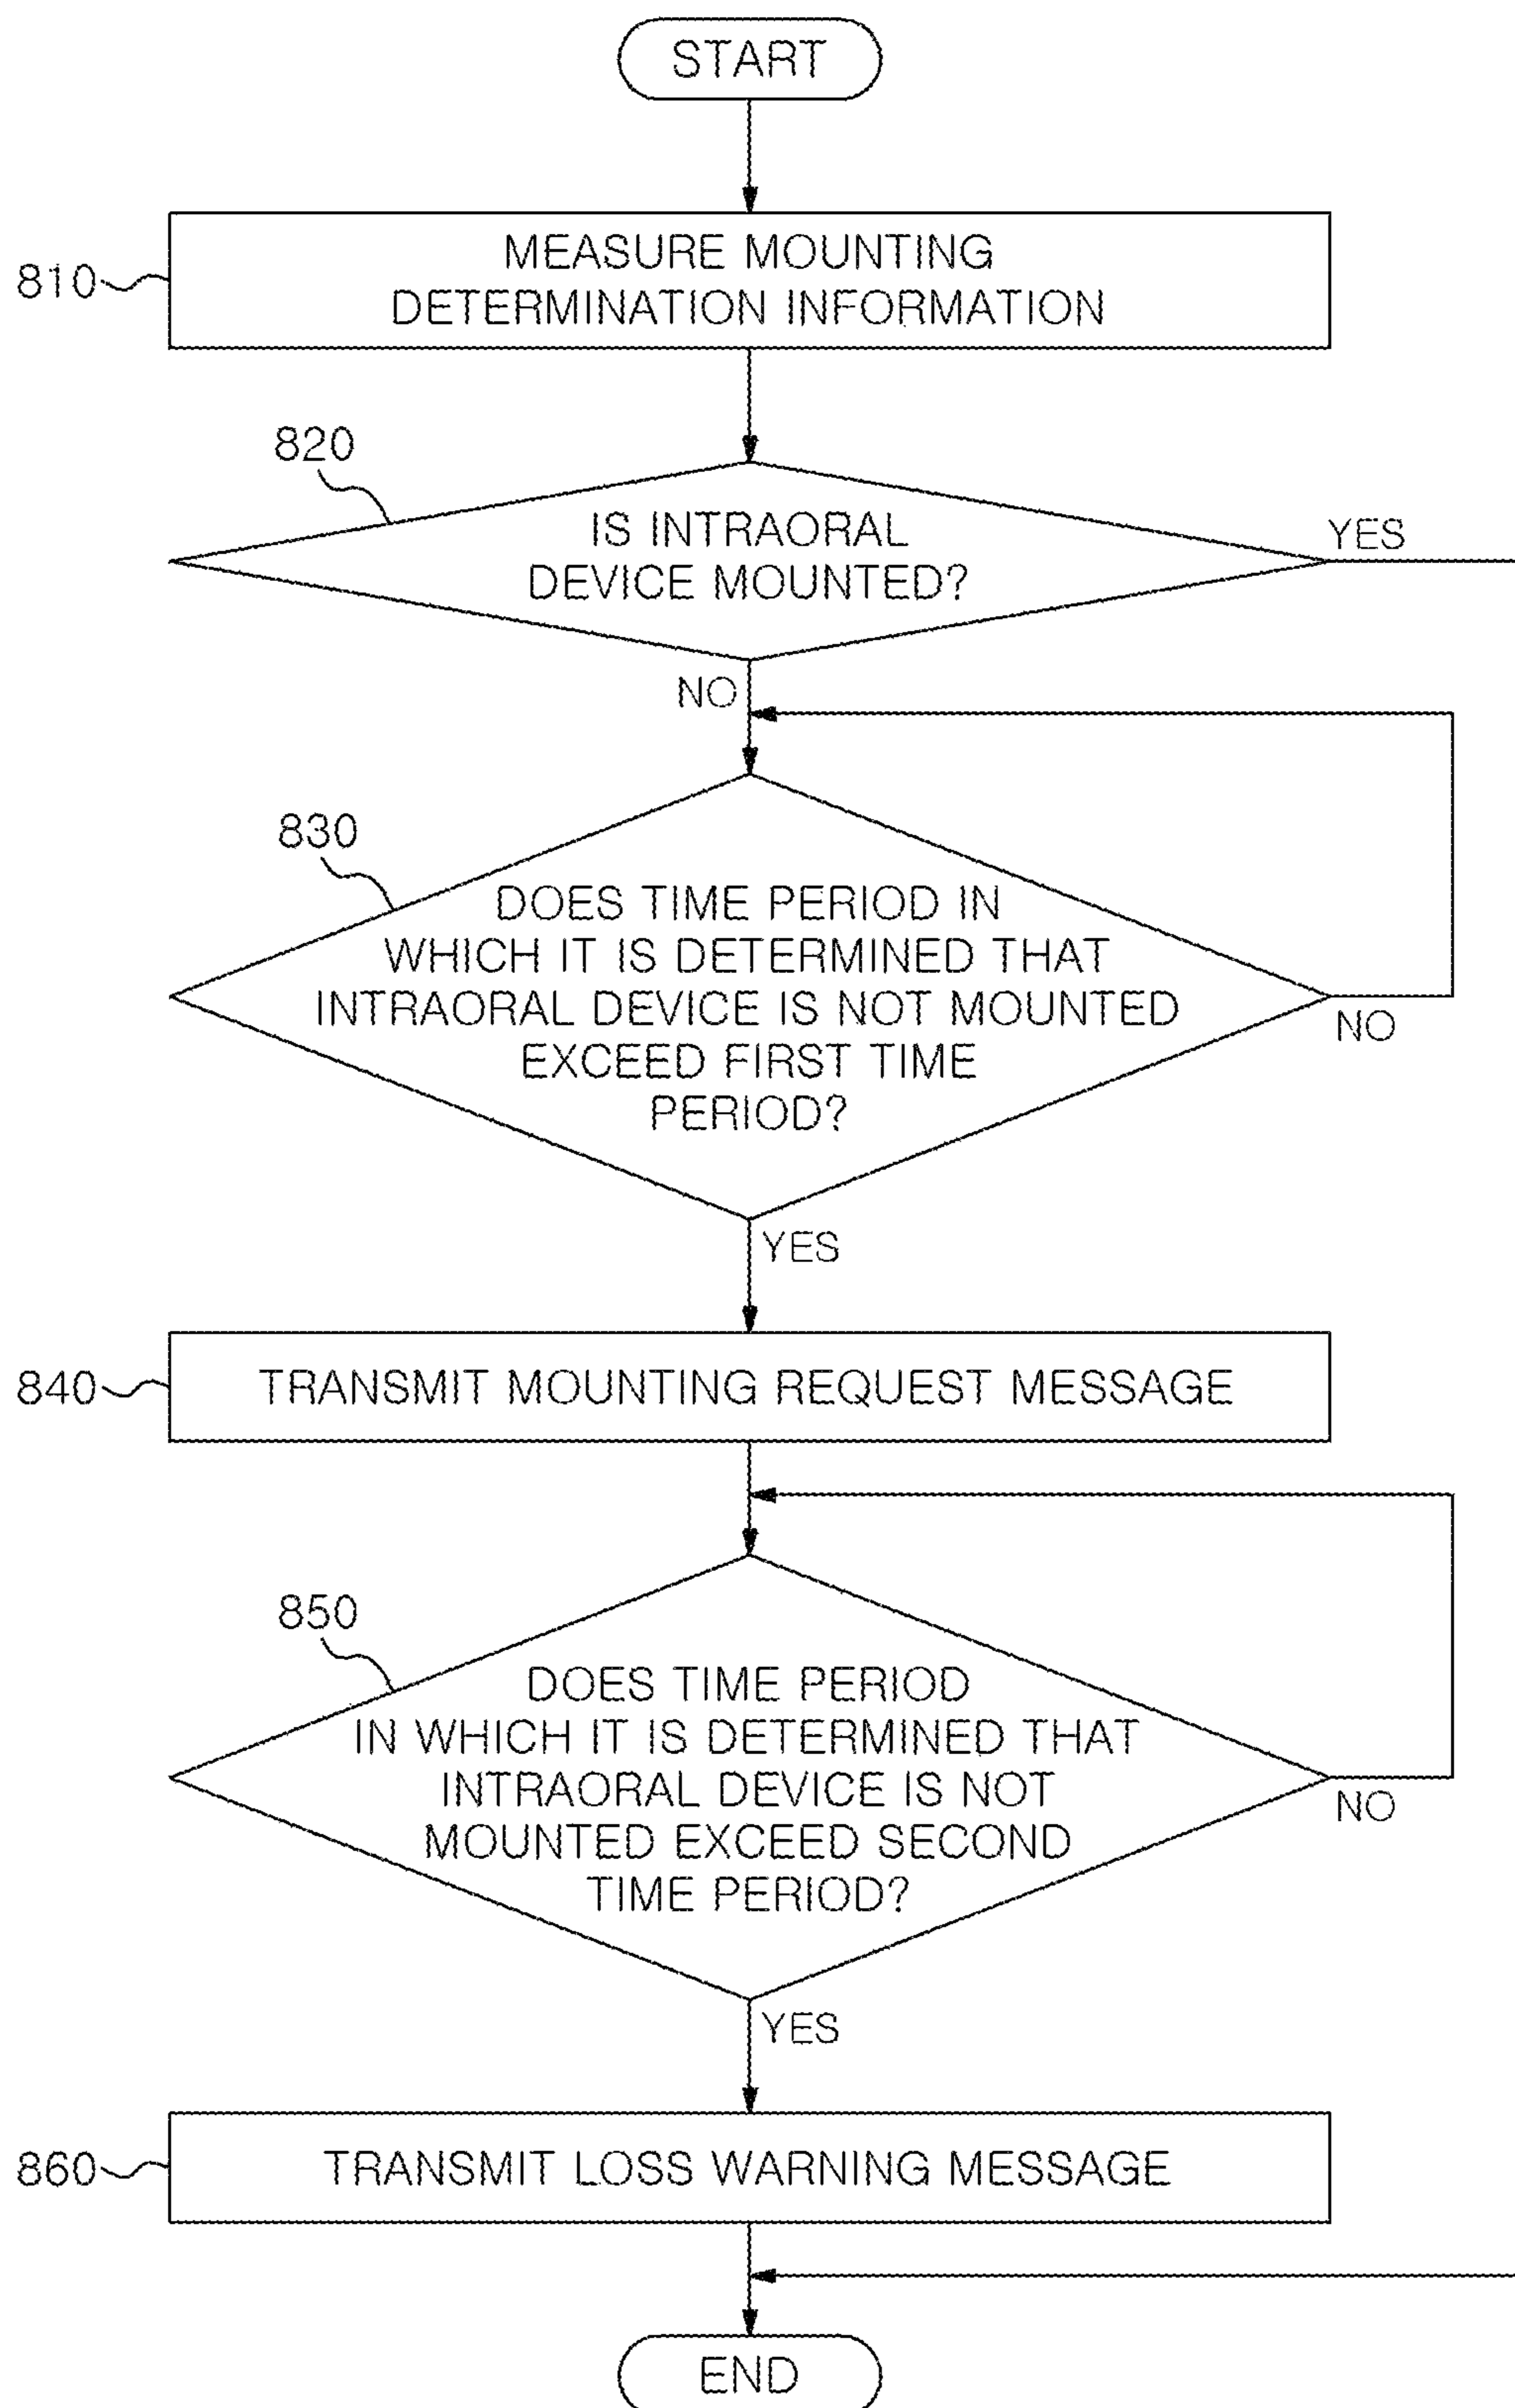 START
810
MEASURE MOUNTING
DETERMINATION INFORMATION
820
IS INTRAORAL
DEVICE MOUNTED?
YES
NO
830
DOES TIME PERIOD IN
WHICH IT IS DETERMINED THAT
INTRAORAL DEVICE IS NOT MOUNTED
EXCEED FIRST TIME
PERIOD?
NO
YES
840
TRANSMIT MOUNTING REQUEST MESSAGE
850
DOES TIME PERIOD
IN WHICH IT IS DETERMINED THAT
INTRAORAL DEVICE IS NOT
MOUNTED EXCEED SECOND
TIME PERIOD?
NO
YES
860
TRANSMIT LOSS WARNING MESSAGE
END